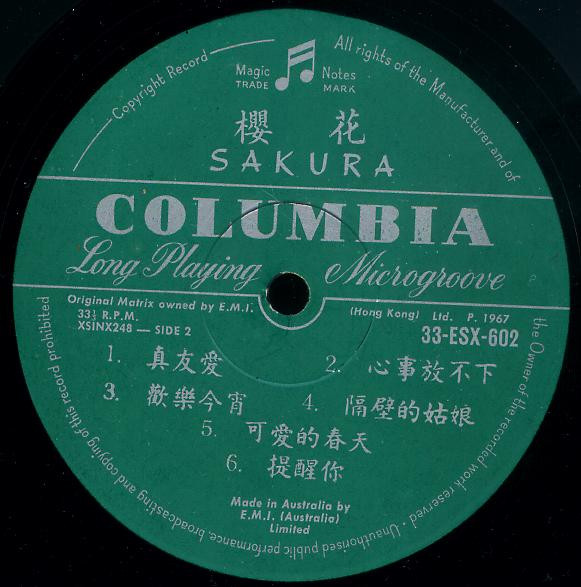 Copyright Record
All rights of the Manufacturer and of
the Owner of the recorded work reserved · Unauthorised public performance, broadcasting and copying of this record prohibited
Magic Notes
TRADE MARK
櫻花
SAKURA
COLUMBIA
Long Playing Microgroove
Original Matrix owned by E.M.I. (Hong Kong) Ltd. P. 1967
33⅓ R.P.M.
33-ESX-602
XSINX248 — SIDE 2
1. 真友愛
2. 心事放不下
3. 歡樂今宵
4. 隔壁的姑娘
5. 可愛的春天
6. 提醒你
Made in Australia by
E.M.I. (Australia)
Limited